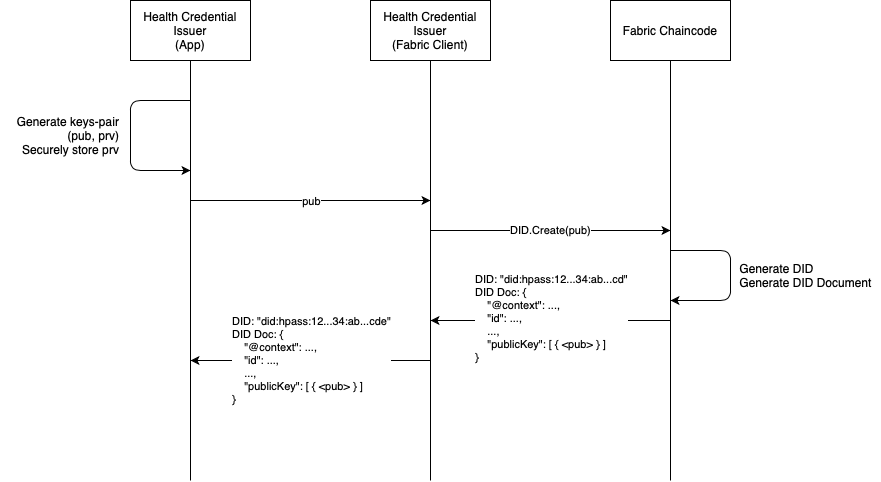 Health Credential
Issuer
(App)
Health Credential
Issuer
(Fabric Client)
Fabric Chaincode
Generate keys-pair
(pub, prv)
Securely store prv
pub
DID.Create(pub)
Generate DID
Generate DID Document
DID: "did:hpass:12...34:ab...cd"
DID Doc: {
"@context": ...,
"id": ...,
...,
"publicKey": [ { <pub> } ]
}
DID: "did:hpass:12...34:ab...cde"
DID Doc: {
"@context": ...,
"id": ...,
...,
"publicKey": [ { <pub> } ]
}